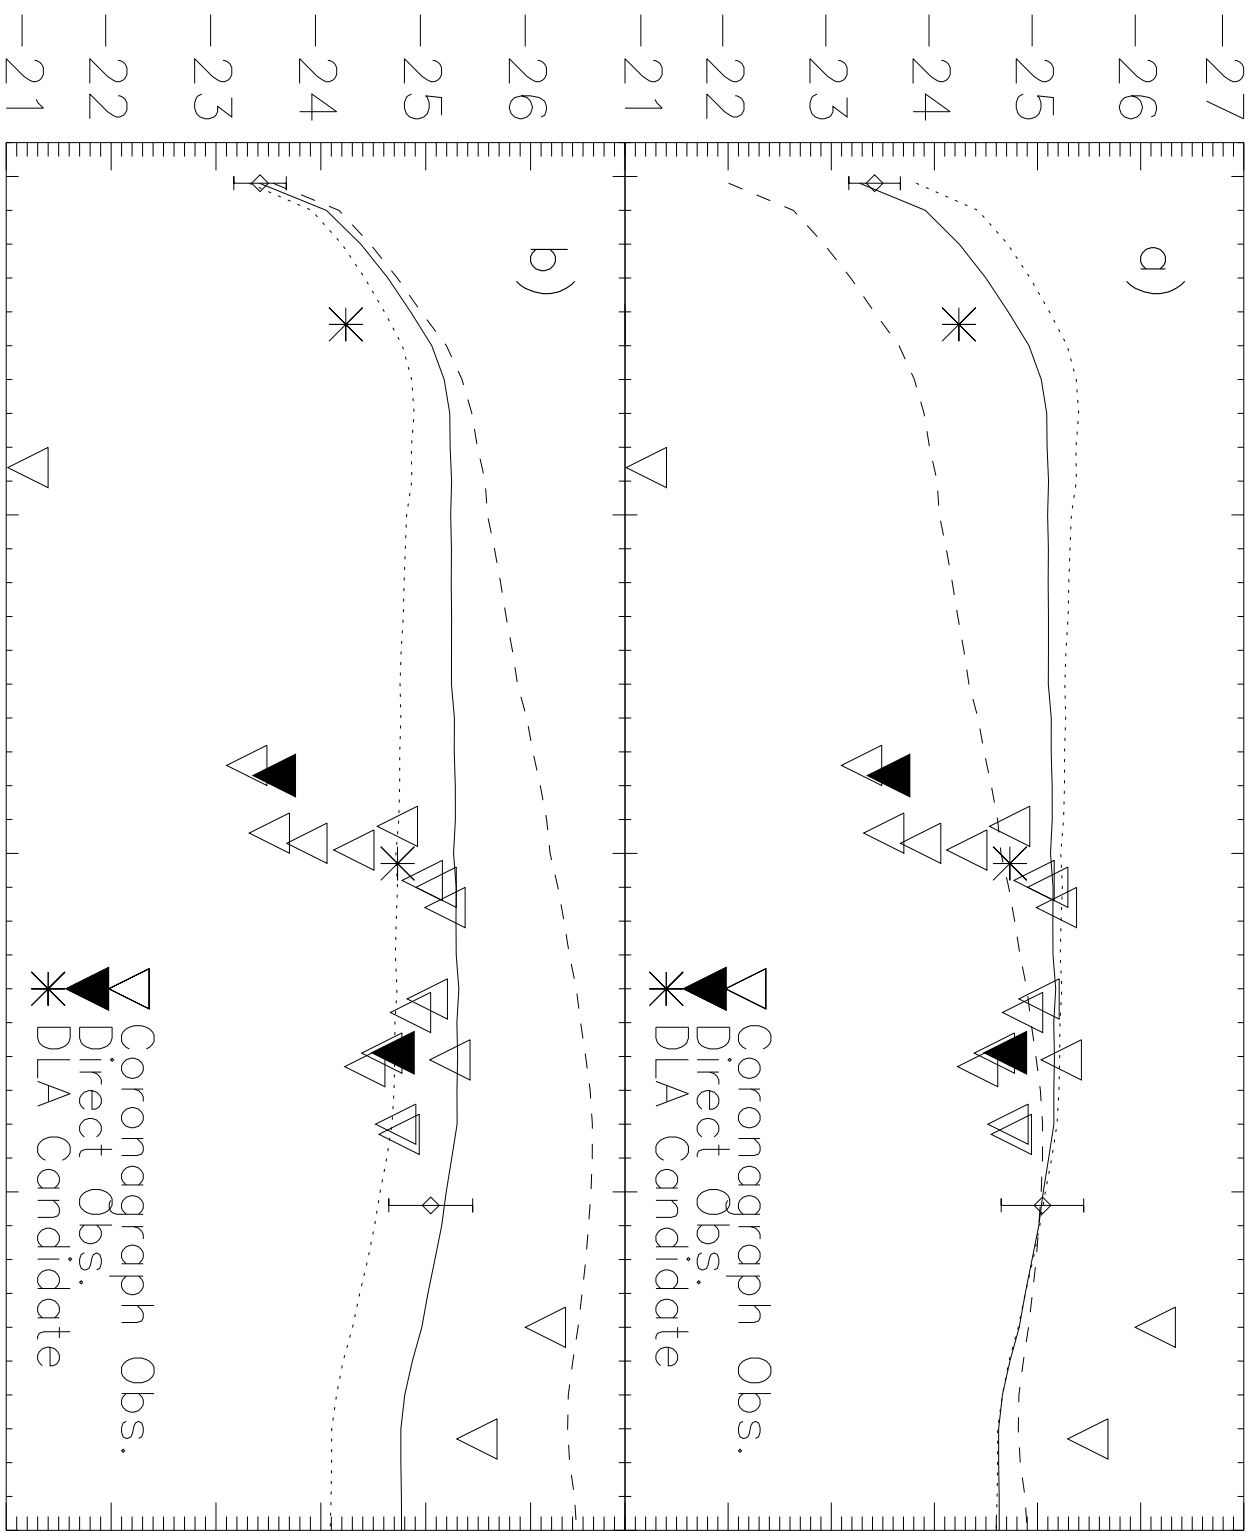 -27
-26
-25
-24
-23
-22
-21
a)
Coronagraph Obs.
Direct Obs.
DLA Candidate
-26
-25
-24
-23
-22
-21
b)
Coronagraph Obs.
Direct Obs.
DLA Candidate